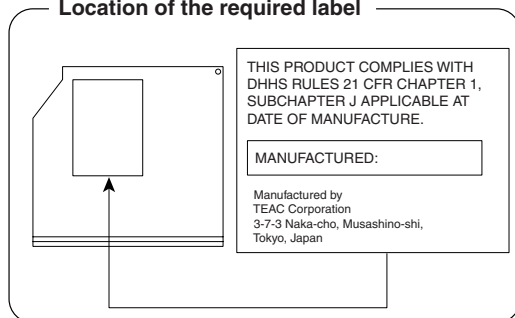 Location of the required label
THIS PRODUCT COMPLIES WITH
DHHS RULES 21 CFR CHAPTER 1,
SUBCHAPTER J APPLICABLE AT
DATE OF MANUFACTURE.
MANUFACTURED:
Manufactured by
TEAC Corporation
3-7-3 Naka-cho, Musashino-shi,
Tokyo, Japan